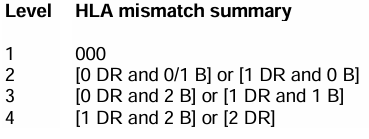 Level HLA mismatch summary
1 000
2 [0 DR and 0/1 B] or [1 DR and 0 B]
3 [0 DR and 2 B] or [1 DR and 1 B]
4 [1 DR and 2 B] or [2 DR]